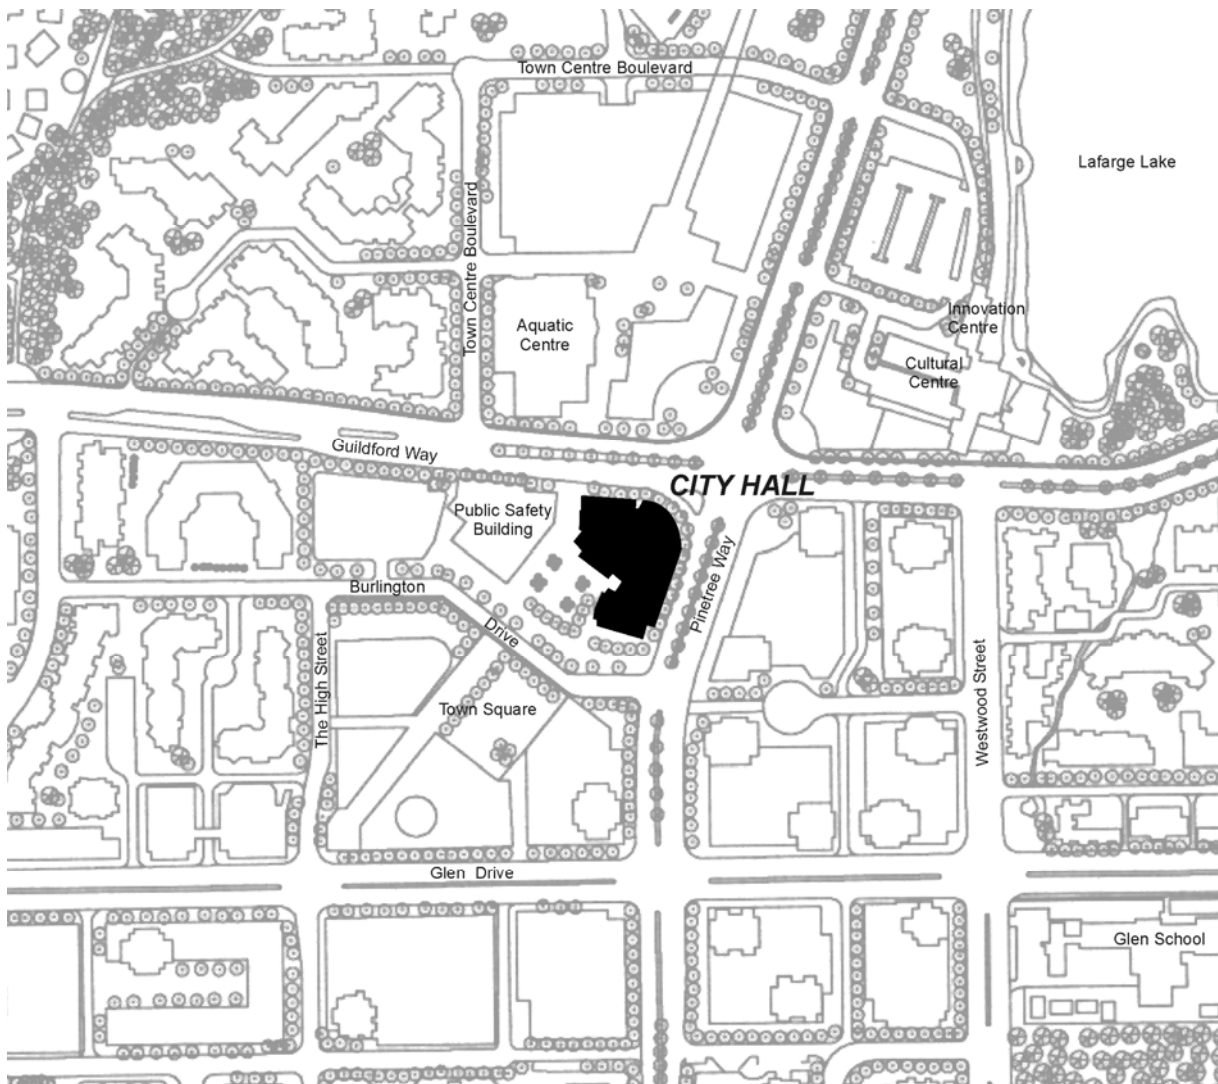 Town Centre Boulevard
Lafarge Lake
Town Centre Boulevard
Innovation
Centre
Aquatic
Centre
Cultural
Centre
Guildford Way
CITY HALL
Public Safety
Building
Pinetree Way
Burlington
Drive
The High Street
Westwood Street
Town Square
Glen Drive
Glen School